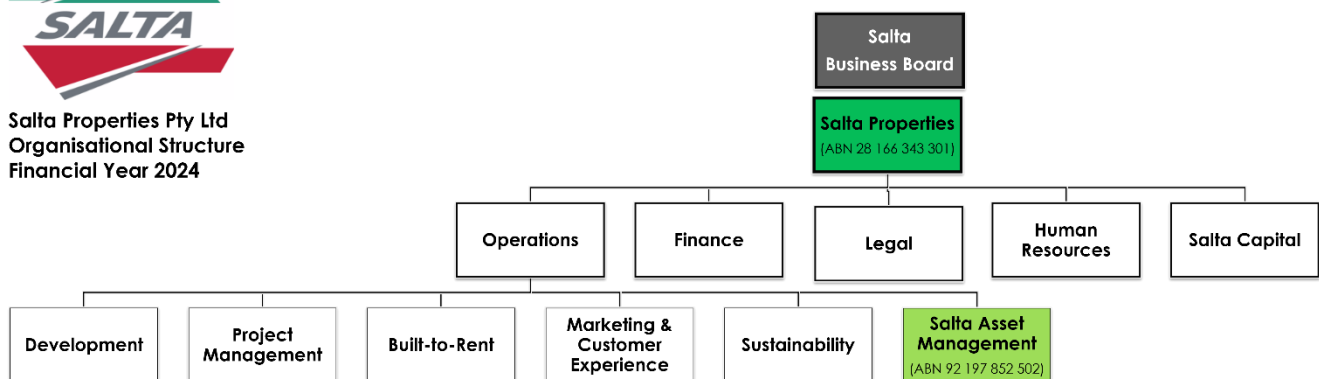 SALTA
Salta Properties Pty Ltd
Organisational Structure
Financial Year 2024
Salta
Business Board
Salta Properties
(ABN 28 166 343 301)
Operations
Finance
Legal
Human
Resources
Salta Capital
Development
Project
Management
Built-to-Rent
Marketing &
Customer
Experience
Sustainability
Salta Asset
Management
(ABN 92 197 852 502)